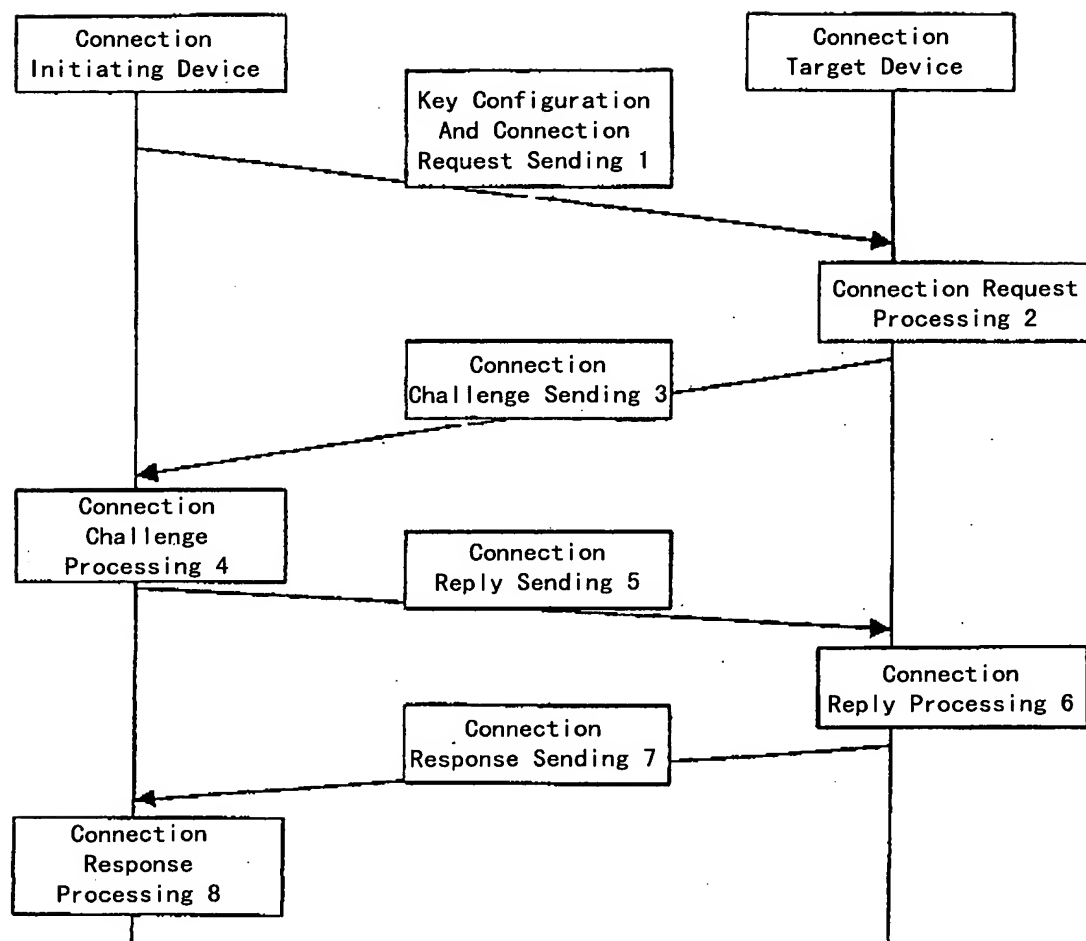 Connection
Initiating Device
Connection
Target Device
Key Configuration
And Connection
Request Sending 1
Connection Request
Processing 2
Connection
Challenge Sending 3
Connection
Challenge
Processing 4
Connection
Reply Sending 5
Connection
Reply Processing 6
Connection
Response Sending 7
Connection
Response
Processing 8